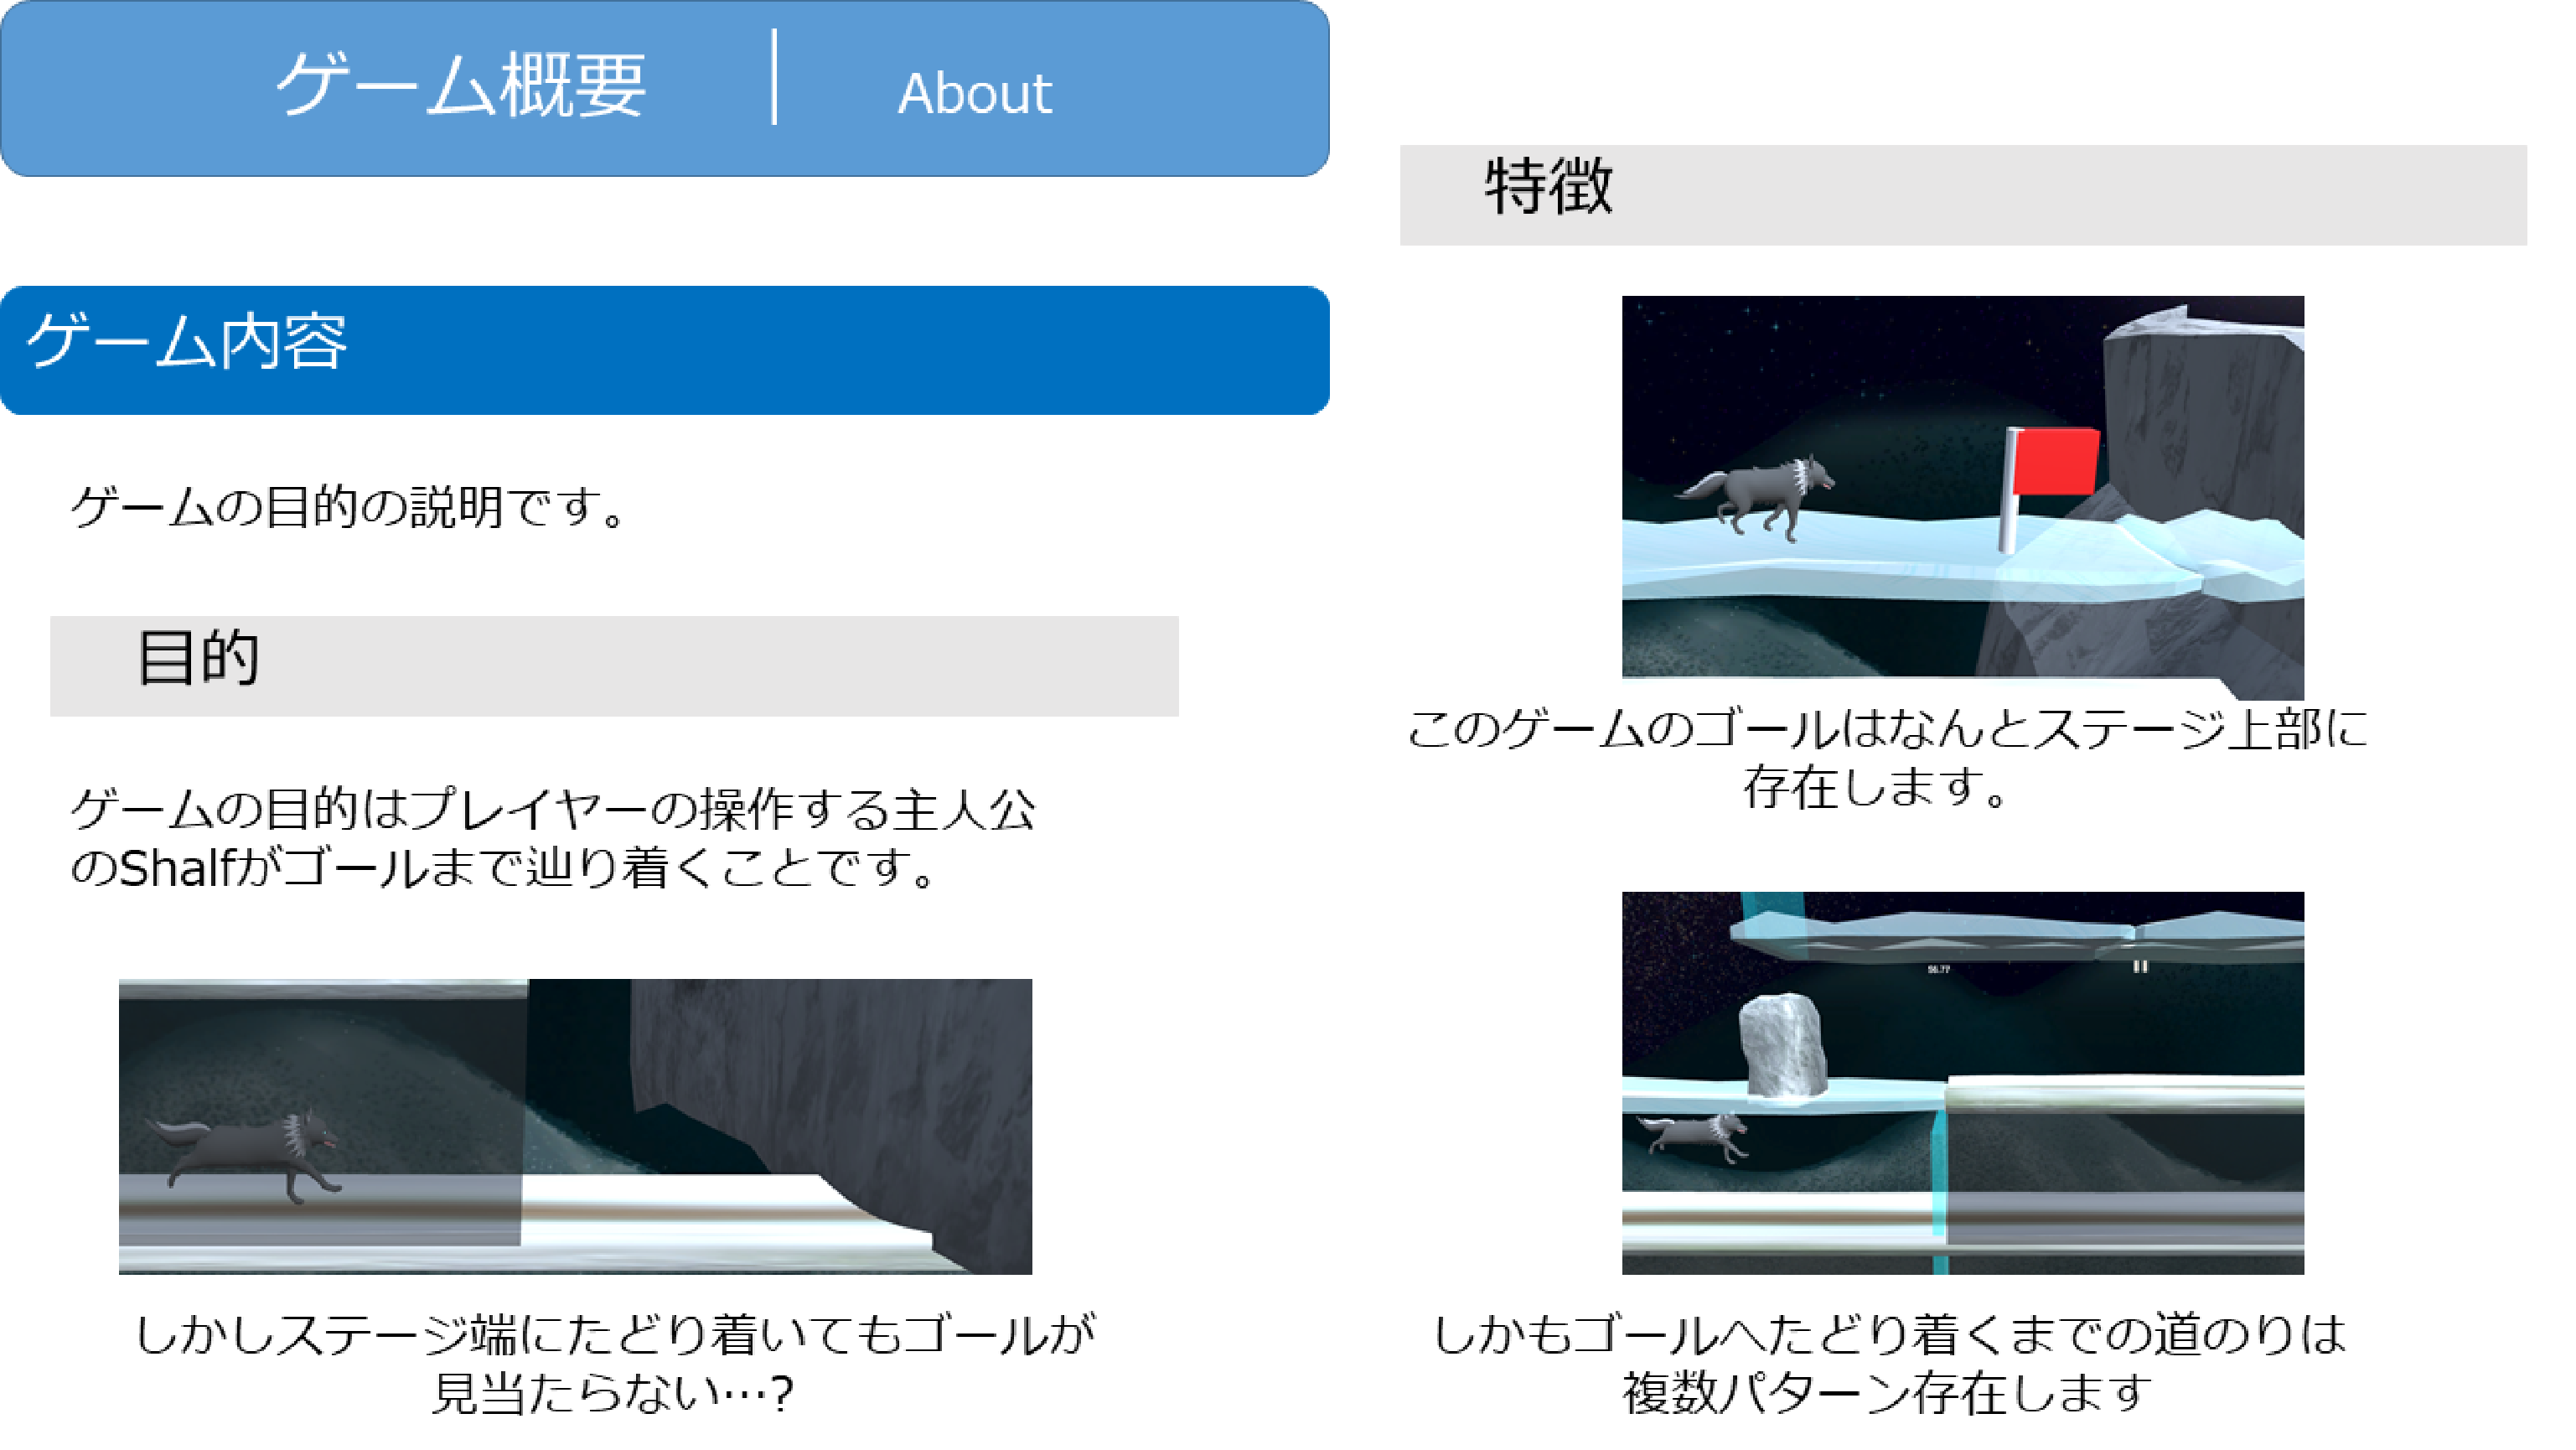 ゲーム概要 | About
ゲーム内容
ゲームの目的の説明です。
目的
ゲームの目的はプレイヤーの操作する主人公
のShalfがゴールまで辿り着くことです。
しかしステージ端にたどり着いてもゴールが
見当たらない…?
特徴
このゲームのゴールはなんとステージ上部に
存在します。
しかもゴールへたどり着くまでの道のりは
複数パターン存在します